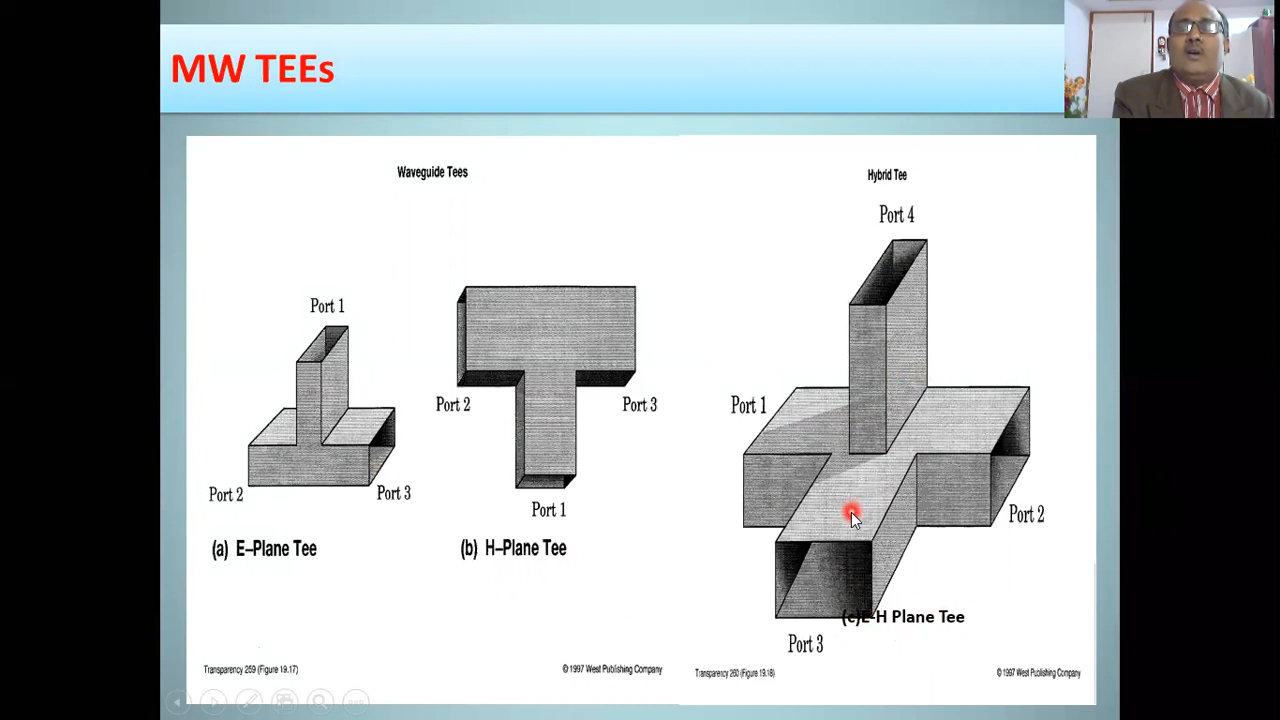 MW TEEs
Waveguide Tees
Port 1
Port 2
Port 3
(a) E–Plane Tee
Port 2
Port 3
Port 1
(b) H–Plane Tee
Transparency 259 (Figure 19.17)
© 1997 West Publishing Company
Hybrid Tee
Port 4
Port 1
Port 2
(c)E-H Plane Tee
Port 3
Transparency 260 (Figure 19.18)
© 1997 West Publishing Company